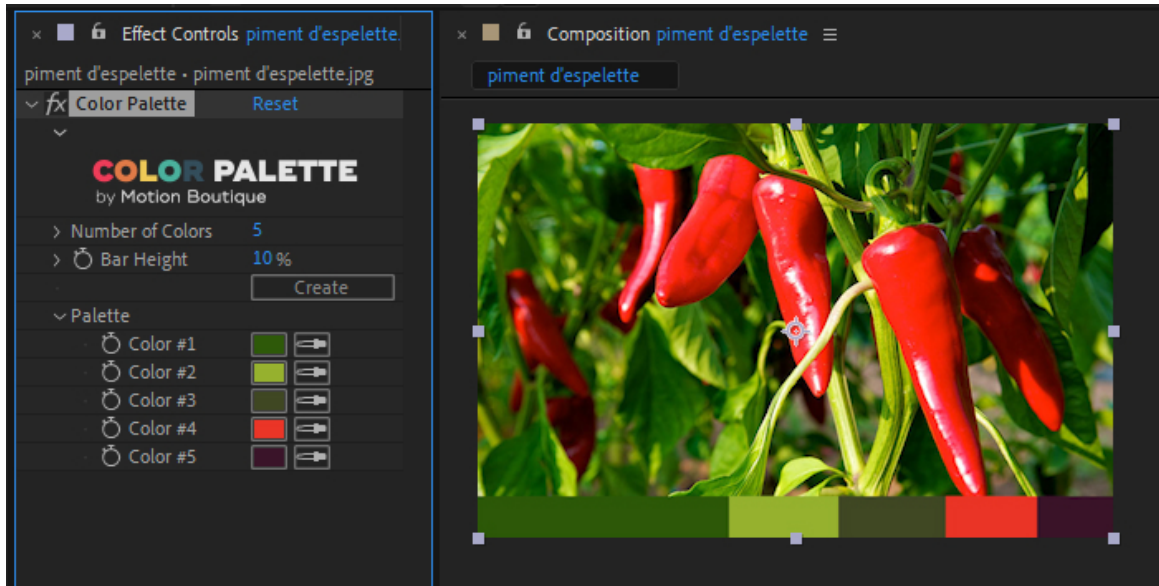 × Effect Controls piment d'espelette.
piment d'espelette • piment d'espelette.jpg
fx Color Palette Reset
COLOR PALETTE
by Motion Boutique
Number of Colors 5
Bar Height 10 %
Create
Palette
Color #1
Color #2
Color #3
Color #4
Color #5
× Composition piment d'espelette ≡
piment d'espelette